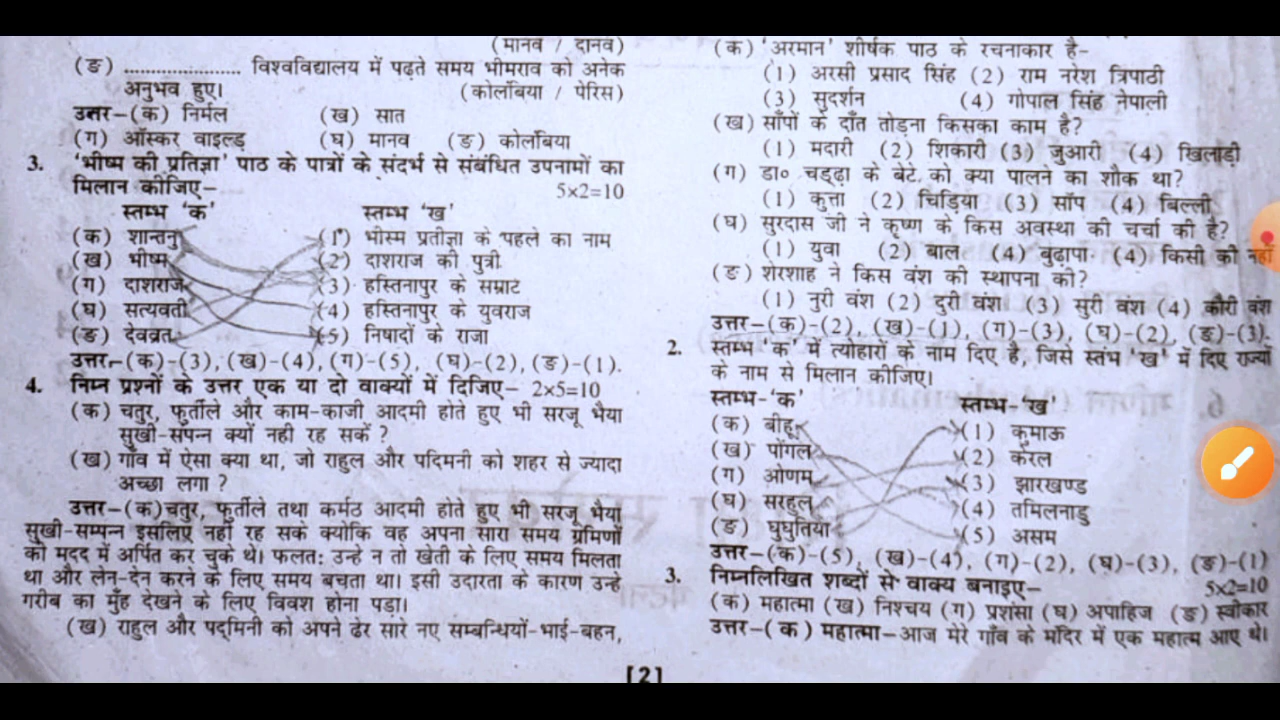 (मानव / दानव)
(ङ) .................... विश्वविद्यालय में पढ़ते समय भीमराव को अनेक
अनुभव हुए। (कोलंबिया / पेरिस)
उत्तर–(क) निर्मल (ख) सात
(ग) ऑस्कर वाइल्ड (घ) मानव (ङ) कोलंबिया
3. 'भीष्म की प्रतिज्ञा' पाठ के पात्रों के संदर्भ से संबंधित उपनामों का
मिलान कीजिए– 5×2=10
स्तम्भ 'क' स्तम्भ 'ख'
(क) शान्तनु (1) भीस्म प्रतीज्ञा के पहले का नाम
(ख) भीष्म (2) दाशराज की पुत्री
(ग) दाशराज (3) हस्तिनापुर के सम्राट
(घ) सत्यवती (4) हस्तिनापुर के युवराज
(ङ) देवव्रत (5) निषादों के राजा
उत्तर–(क)-(3), (ख)-(4), (ग)-(5), (घ)-(2), (ङ)-(1).
4. निम्न प्रश्नों के उत्तर एक या दो वाक्यों में दिजिए– 2×5=10
(क) चतुर, फुर्तीले और काम-काजी आदमी होते हुए भी सरजू भैया
सुखी-संपन्न क्यों नही रह सकें ?
(ख) गाँव में ऐसा क्या था, जो राहुल और पदिमनी को शहर से ज्यादा
अच्छा लगा ?
उत्तर–(क)चतुर, फुर्तीले तथा कर्मठ आदमी होते हुए भी सरजू भैया
सुखी-सम्पन्न इसलिए नहीं रह सके क्योंकि वह अपना सारा समय ग्रमिणों
की मदद में अर्पित कर चुके थे। फलत: उन्हे न तो खेती के लिए समय मिलता
था और लेन-देन करने के लिए समय बचता था। इसी उदारता के कारण उन्हे
गरीब का मुँह देखने के लिए विवश होना पड़ा।
(ख) राहुल और पद्मिनी को अपने ढेर सारे नए सम्बन्धियों-भाई-बहन,
(क) 'अरमान' शीर्षक पाठ के रचनाकार है-
(1) अरसी प्रसाद सिंह (2) राम नरेश त्रिपाठी
(3) सुदर्शन (4) गोपाल सिंह नेपाली
(ख) साँपों के दाँत तोड़ना किसका काम है?
(1) मदारी (2) शिकारी (3) जुआरी (4) खिलाड़ी
(ग) डा० चड्ढ़ा के बेटे को क्या पालने का शौक था?
(1) कुत्ता (2) चिड़िया (3) साँप (4) बिल्ली
(घ) सुरदास जी ने कृष्ण के किस अवस्था की चर्चा की है?
(1) युवा (2) बाल (4) बुढ़ापा (4) किसी की नहीं
(ङ) शेरशाह ने किस वंश की स्थापना की?
(1) नुरी वंश (2) दुरी वंश (3) सुरी वंश (4) कौरी वंश
उत्तर–(क)-(2), (ख)-(1), (ग)-(3), (घ)-(2), (ङ)-(3).
2. स्तम्भ 'क' में त्योहारों के नाम दिए है, जिसे स्तंभ 'ख' में दिए राज्यों
के नाम से मिलान कीजिए।
स्तम्भ-'क' स्तम्भ-'ख'
(क) बीहू (1) कुमाऊ
(ख) पोंगल (2) केरल
(ग) ओणम (3) झारखण्ड
(घ) सरहुल (4) तमिलनाडु
(ङ) घुघुतिया (5) असम
उत्तर–(क)-(5), (ख)-(4), (ग)-(2), (घ)-(3), (ङ)-(1)
3. निम्नलिखित शब्दों से वाक्य बनाइए– 5×2=10
(क) महात्मा (ख) निश्चय (ग) प्रशंसा (घ) अपाहिज (ङ) स्वीकार
उत्तर–(क) महात्मा–आज मेरे गाँव के मंदिर में एक महात्म आए थे।
[2]